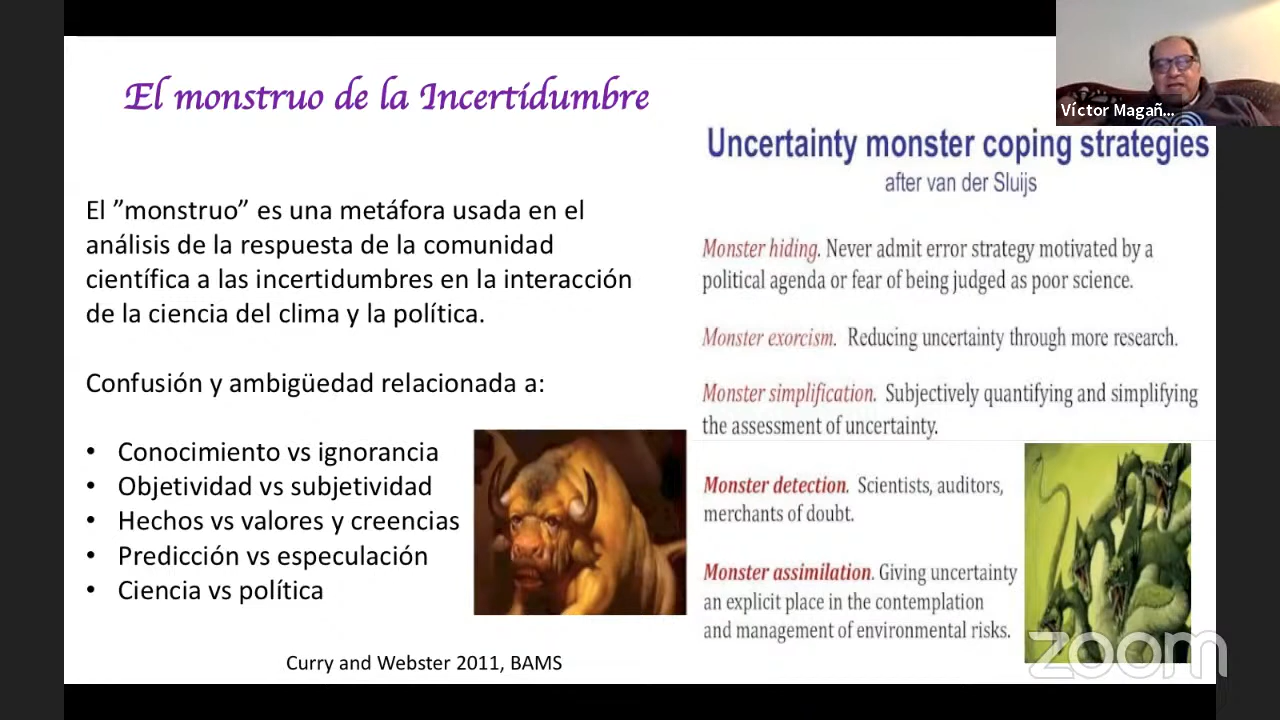 El monstruo de la Incertidumbre
El ”monstruo” es una metáfora usada en el
análisis de la respuesta de la comunidad
científica a las incertidumbres en la interacción
de la ciencia del clima y la política.
Confusión y ambigüedad relacionada a:
• Conocimiento vs ignorancia
• Objetividad vs subjetividad
• Hechos vs valores y creencias
• Predicción vs especulación
• Ciencia vs política
Curry and Webster 2011, BAMS
Víctor Magañ...
Uncertainty monster coping strategies
after van der Sluijs
Monster hiding. Never admit error strategy motivated by a
political agenda or fear of being judged as poor science.
Monster exorcism. Reducing uncertainty through more research.
Monster simplification. Subjectively quantifying and simplifying
the assessment of uncertainty.
Monster detection. Scientists, auditors,
merchants of doubt.
Monster assimilation. Giving uncertainty
an explicit place in the contemplation
and management of environmental risks.
zoom